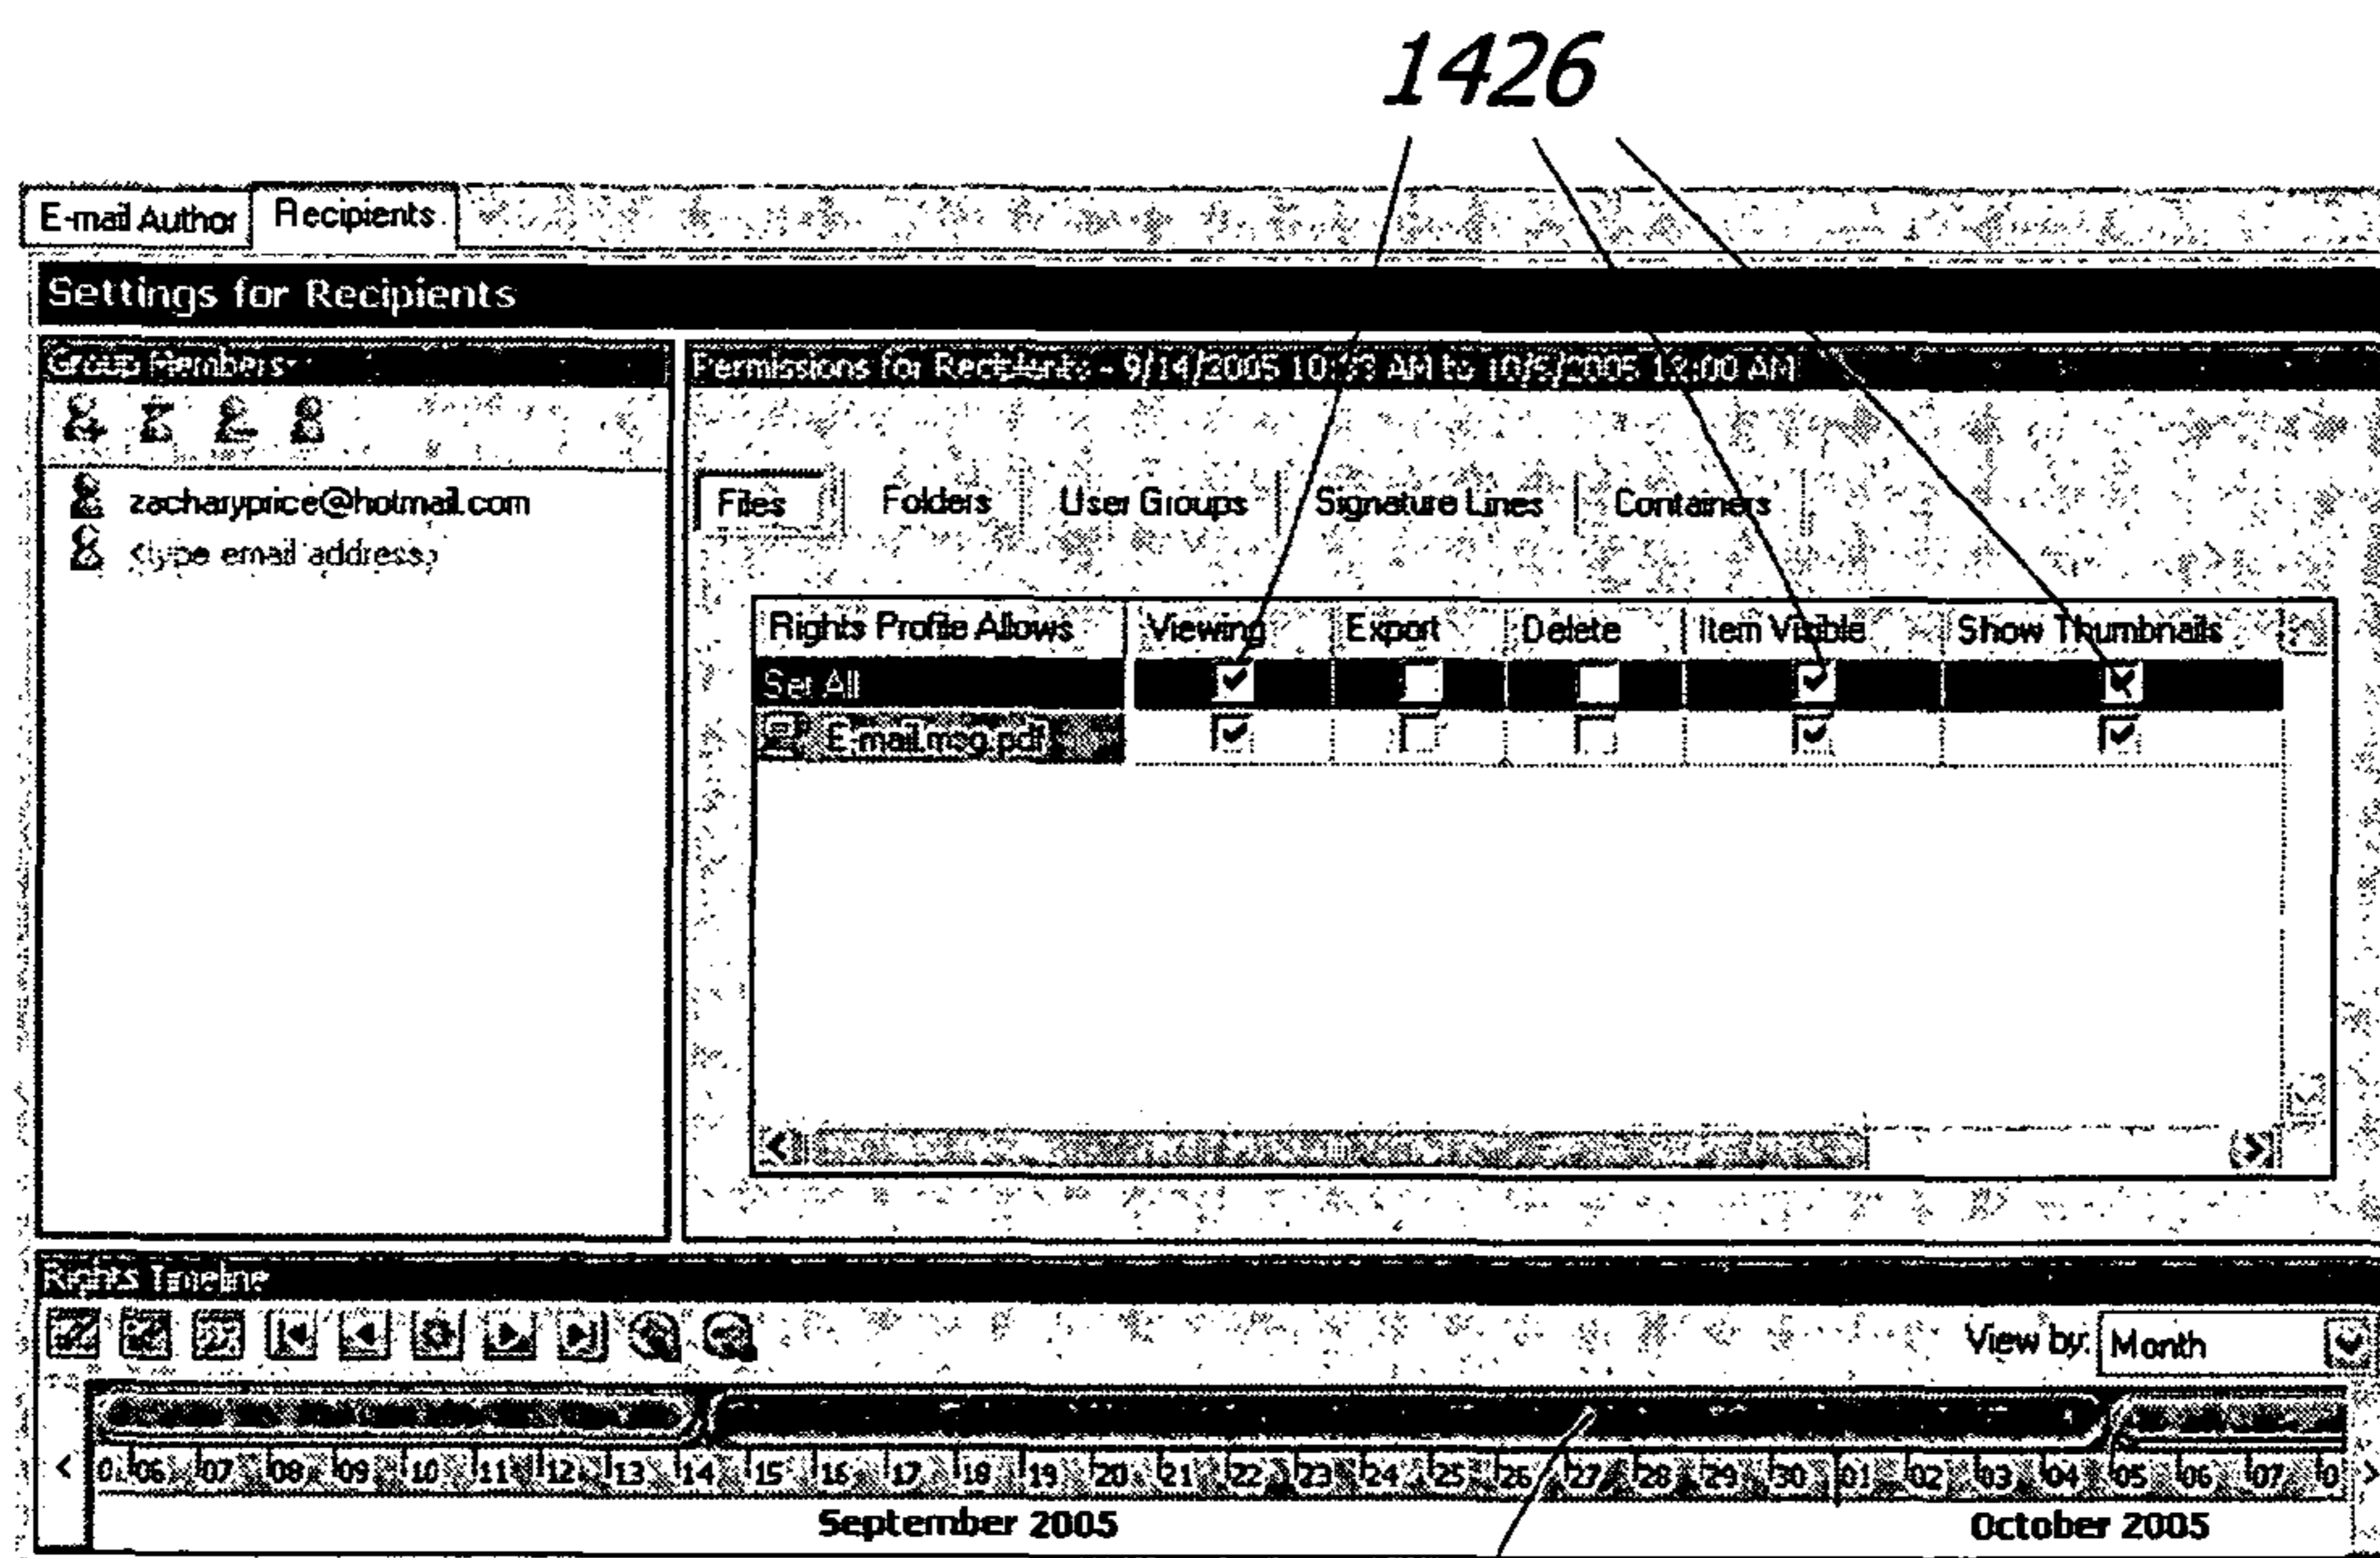 1426
E-mail Author Recipients
Settings for Recipients
Group Members
Permissions for Recipients - 9/14/2005 10:33 AM to 10/5/2005 12:00 AM
zacharyprice@hotmail.com
<type email address>
Files Folders User Groups Signature Lines Containers
Rights Profile Allows Viewing Export Delete Item Visible Show Thumbnails
Set All
E-mail.msg.pdf
Rights Timeline
View by: Month
06 07 08 09 10 11 12 13 14 15 16 17 18 19 20 21 22 23 24 25 26 27 28 29 30 01 02 03 04 05 06 07
September 2005 October 2005